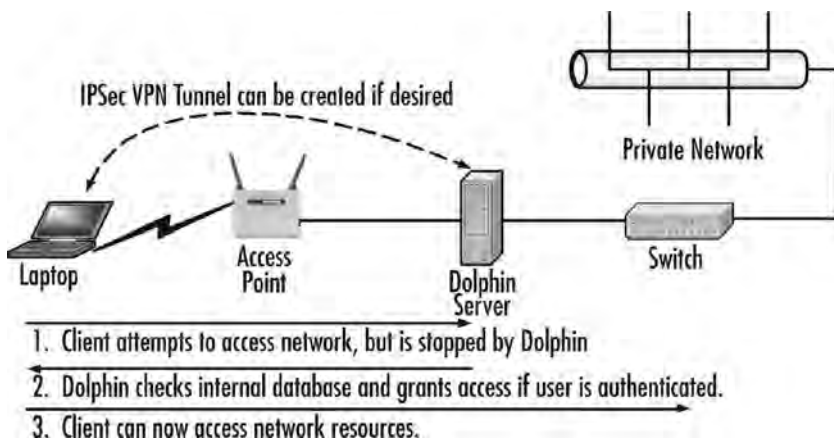 IPSec VPN Tunnel can be created if desired
Private Network
Laptop
Access
Point
Dolphin
Server
Switch
1. Client attempts to access network, but is stopped by Dolphin
2. Dolphin checks internal database and grants access if user is authenticated.
3. Client can now access network resources.